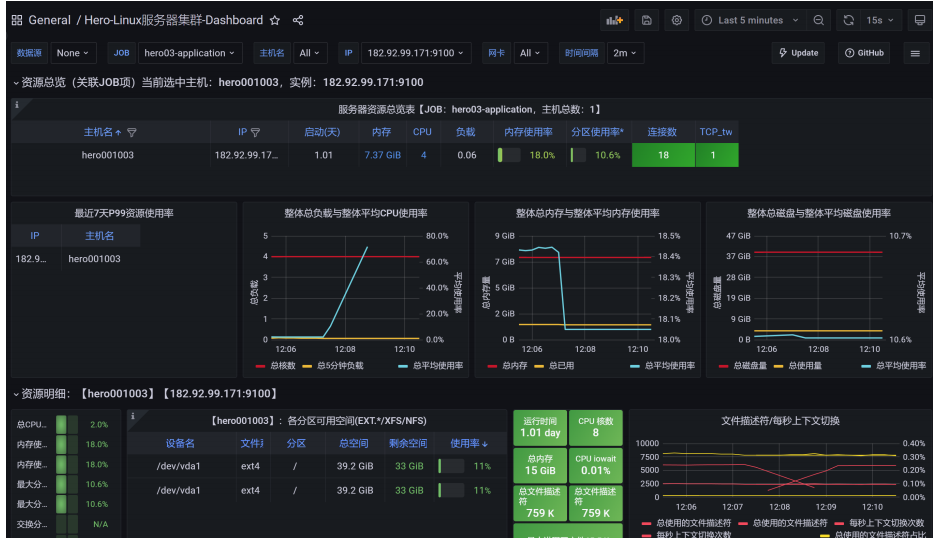 General / Hero-Linux服务器集群-Dashboard
Last 5 minutes
15s
数据源 None JOB hero03-application 主机名 All IP 182.92.99.171:9100 网卡 All 时间间隔 2m Update GitHub
资源总览（关联JOB项）当前选中主机：hero001003，实例：182.92.99.171:9100
服务器资源总览表【JOB：hero03-application，主机总数：1】
主机名 IP 启动(天) 内存 CPU 负载 内存使用率 分区使用率* 连接数 TCP_tw
hero001003 182.92.99.17... 1.01 7.37 GiB 4 0.06 18.0% 10.6% 18 1
最近7天P99资源使用率
IP 主机名
182.9... hero001003
整体总负载与整体平均CPU使用率
5 80.0%
4
60.0%
3
40.0%
2
20.0%
1
0 0.0%
总负载
平均使用率
12:06 12:08 12:10
总核数 总5分钟负载 总平均使用率
整体总内存与整体平均内存使用率
9 GiB 18.5%
18.4%
7 GiB
18.3%
5 GiB
18.2%
2 GiB
18.1%
0 B 18.0%
总内存量
平均使用率
12:06 12:08 12:10
总内存 总已用 总平均使用率
整体总磁盘与整体平均磁盘使用率
47 GiB 10.7%
37 GiB
28 GiB
19 GiB
9 GiB
0 B 10.6%
总磁盘量
平均使用率
12:06 12:08 12:10
总磁盘量 总使用量 总平均使用率
资源明细：【hero001003】【182.92.99.171:9100】
总CPU... 2.0%
内存使... 18.0%
内存使... 18.0%
最大分... 10.6%
最大分... 10.6%
交换分... N/A
【hero001003】：各分区可用空间(EXT.*/XFS/NFS)
设备名 分区 总空间 剩余空间 使用率
/dev/vda1 ext4 / 39.2 GiB 33 GiB 11%
/dev/vda1 ext4 / 39.2 GiB 33 GiB 11%
运行时间
1.01 day
CPU 核数
8
总内存
15 GiB
CPU iowait
0.01%
总文件描述符
759 K
总文件描述符
759 K
文件描述符/每秒上下文切换
10000 0.40%
7500 0.30%
5000 0.20%
2500 0.10%
0 0.00%
12:06 12:07 12:08 12:09 12:10
总使用的文件描述符 总使用的文件描述符 每秒上下文切换次数
每秒上下文切换次数 总使用的文件描述符占比